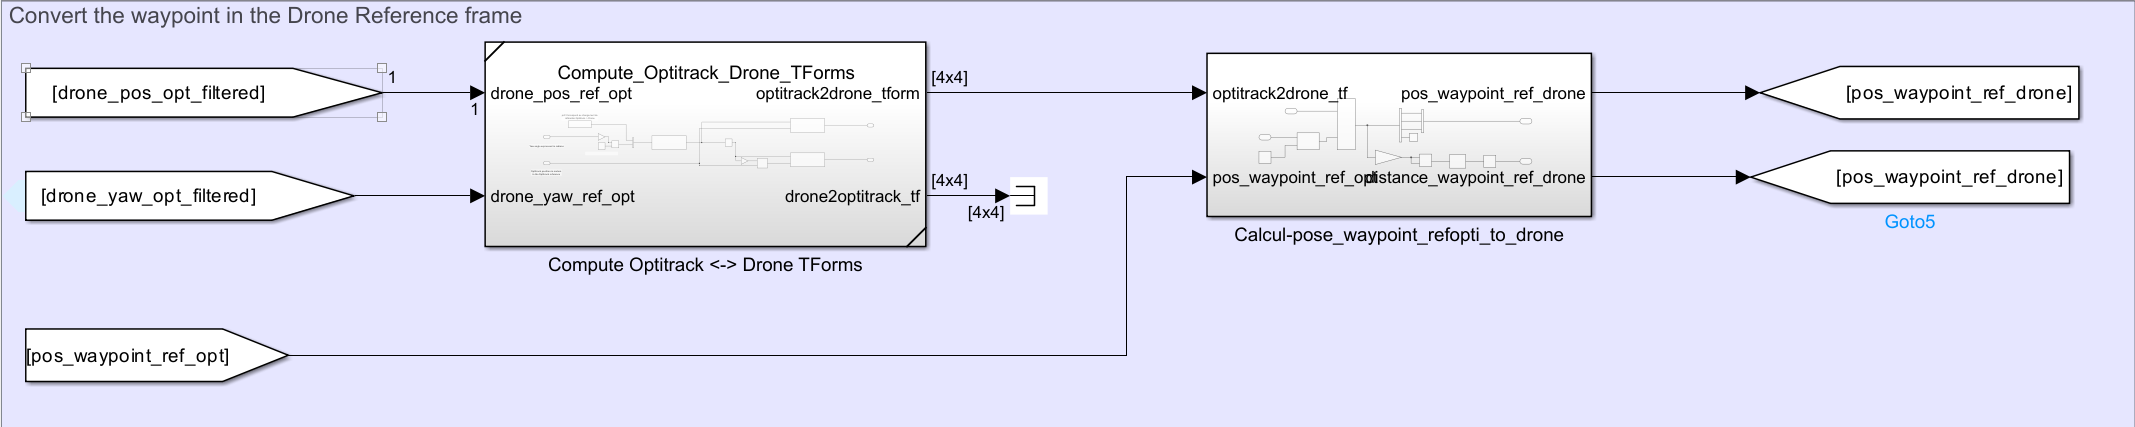 Convert the waypoint in the Drone Reference frame
[drone_pos_opt_filtered]
1
1
Compute_Optitrack_Drone_TForms
drone_pos_ref_opt
optitrack2drone_tform
[4x4]
optitrack2drone_tf
pos_waypoint_ref_drone
[pos_waypoint_ref_drone]
[drone_yaw_opt_filtered]
drone_yaw_ref_opt
drone2optitrack_tf
[4x4]
[4x4]
pos_waypoint_ref_opti
distance_waypoint_ref_drone
[pos_waypoint_ref_drone]
Goto5
Calcul-pose_waypoint_refopti_to_drone
Compute Optitrack <-> Drone TForms
[pos_waypoint_ref_opt]